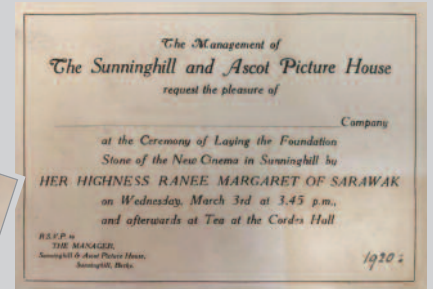 The Management of
The Sunninghill and Ascot Picture House
request the pleasure of
Company
at the Ceremony of Laying the Foundation
Stone of the New Cinema in Sunninghill by
HER HIGHNESS RANEE MARGARET OF SARAWAK
on Wednesday, March 3rd at 3.45 p.m.,
and afterwards at Tea at the Cordes Hall
R.S.V.P. to
THE MANAGER,
Sunninghill & Ascot Picture House,
Sunninghill, Berks.
1920